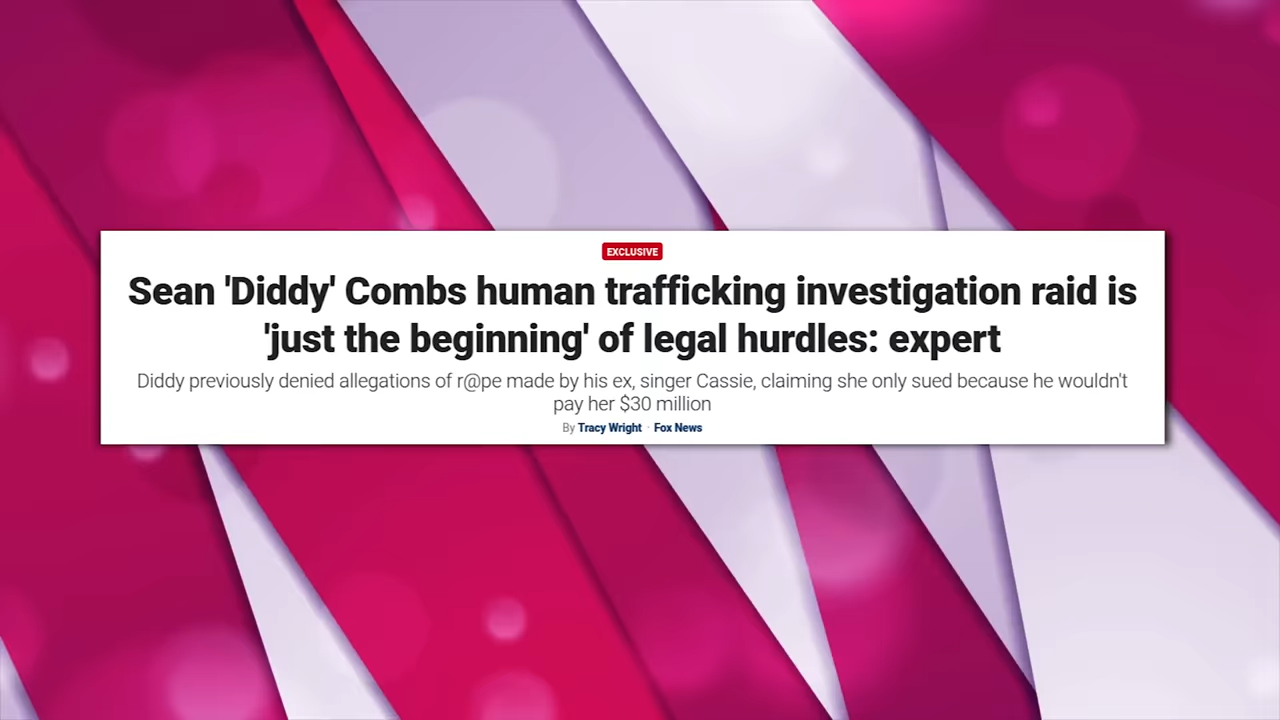 EXCLUSIVE
Sean 'Diddy' Combs human trafficking investigation raid is
'just the beginning' of legal hurdles: expert
Diddy previously denied allegations of r@pe made by his ex, singer Cassie, claiming she only sued because he wouldn't
pay her $30 million
By Tracy Wright · Fox News